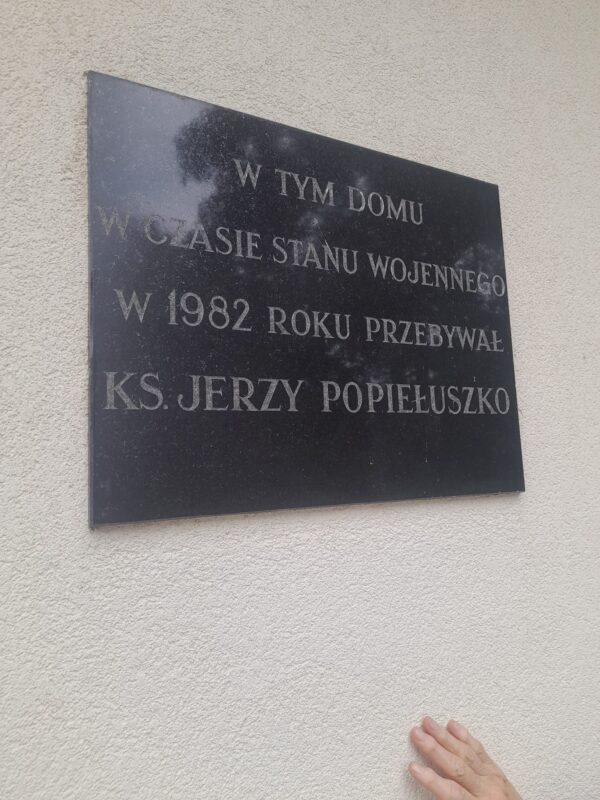 W TYM DOMU
W CZASIE STANU WOJENNEGO
W 1982 ROKU PRZEBYWAŁ
KS. JERZY POPIEŁUSZKO